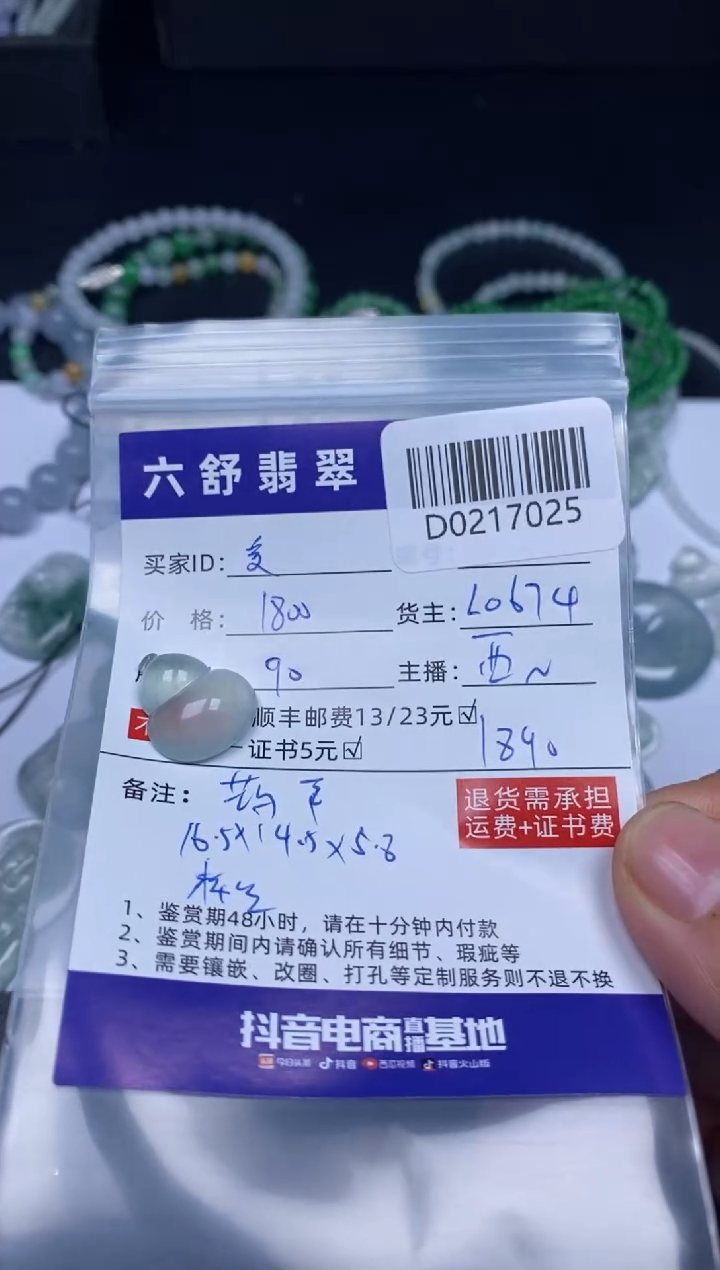 六舒翡翠
D0217025
买家ID:
价 格: 1800 货主: L0674
90 主播: 西~
顺丰邮费13/23元☑
证书5元☑ 1890
备注: 葫芦
16.5×14.5×5.8
退货需承担
运费+证书费
1、鉴赏期48小时，请在十分钟内付款
2、鉴赏期间内请确认所有细节、瑕疵等
3、需要镶嵌、改圈、打孔等定制服务则不退不换
抖音电商直播基地
今日头条 抖音 西瓜视频 抖音火山版